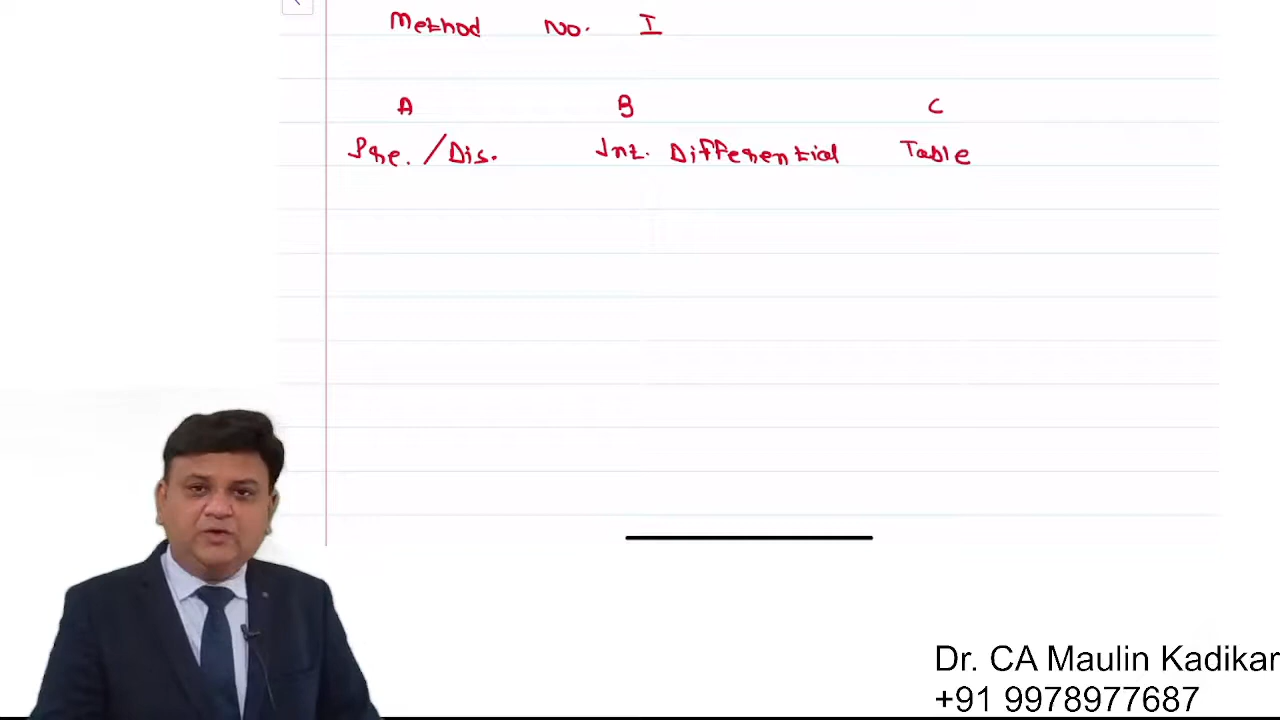 Method No. I
A B C
Pre. / Dis. Int. Differential Table
Dr. CA Maulin Kadikar
+91 9978977687